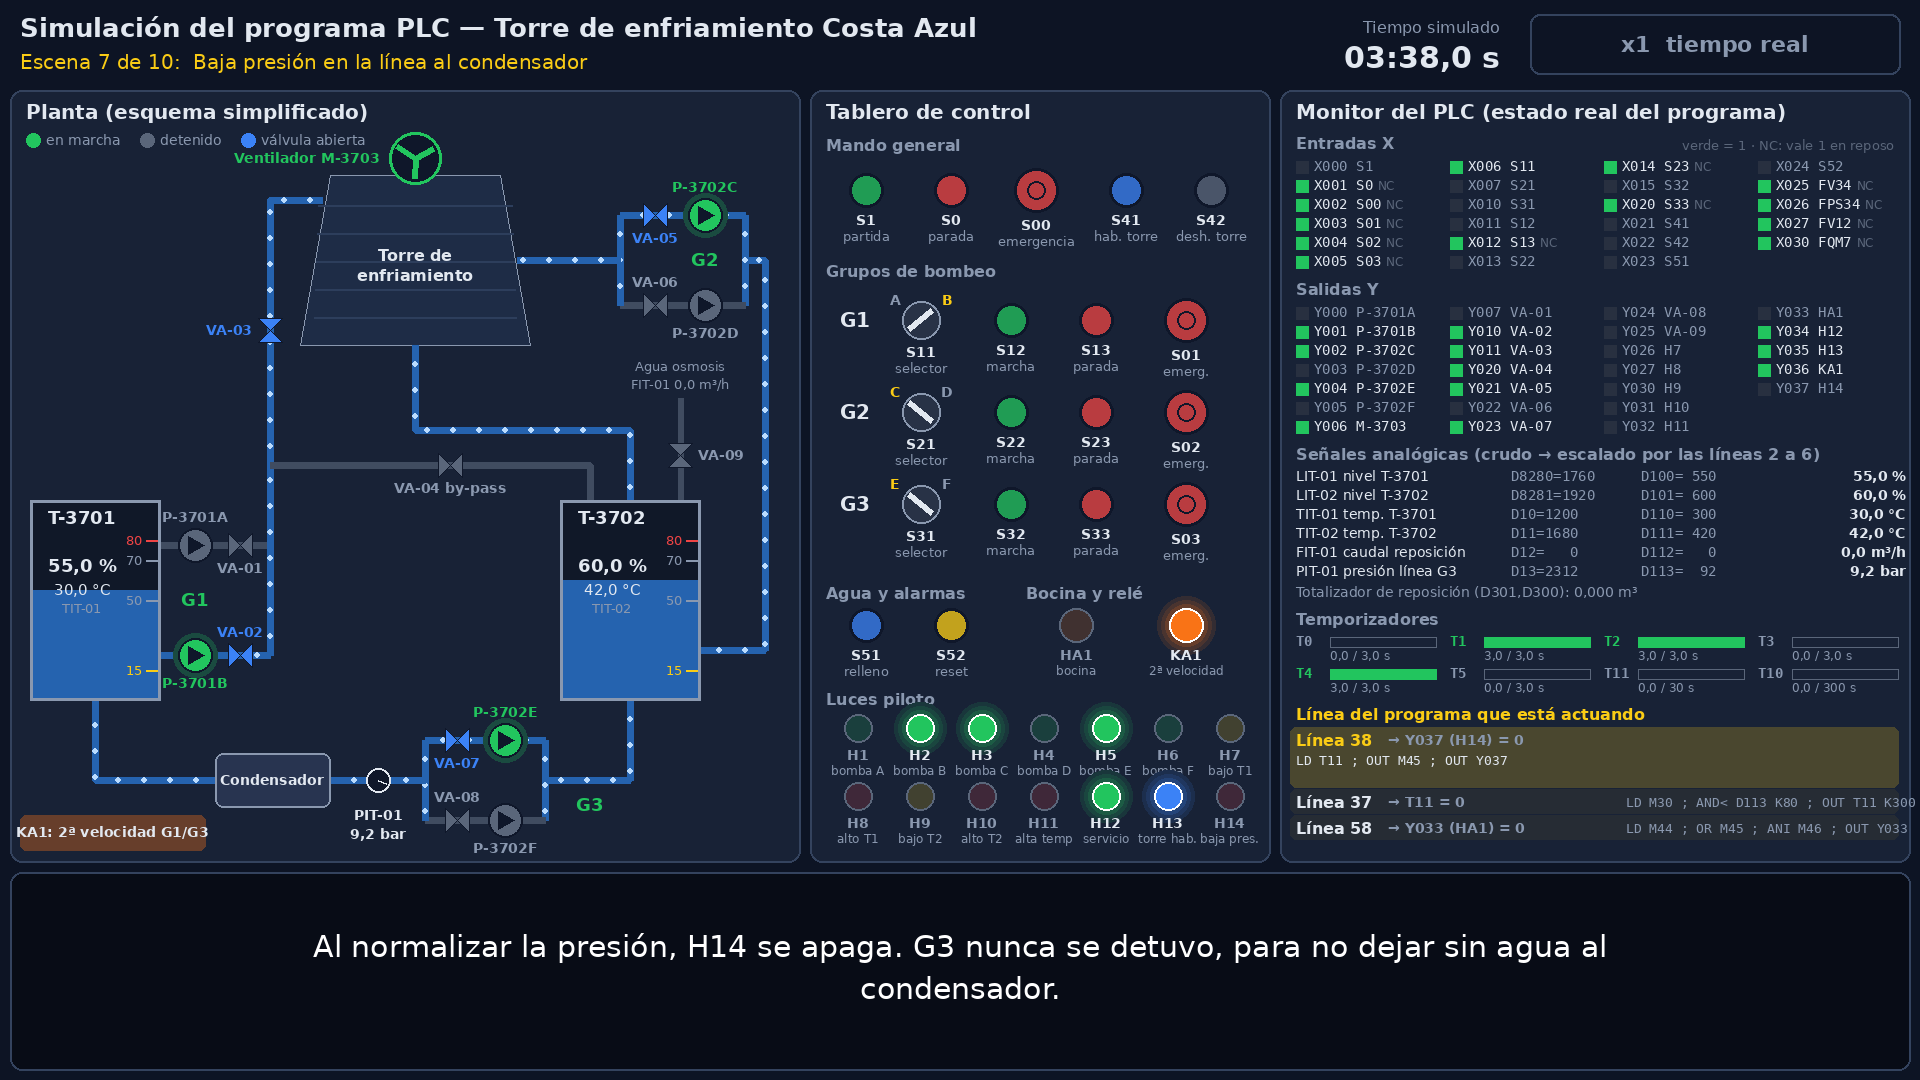 Simulación del programa PLC — Torre de enfriamiento Costa Azul
Escena 7 de 10:  Baja presión en la línea al condensador
Tiempo simulado
03:38,0 s
x1  tiempo real
Planta (esquema simplificado)
en marcha
detenido
válvula abierta
Ventilador M-3703
Torre de
enfriamiento
P-3702C
VA-05
G2
VA-06
P-3702D
VA-03
Agua osmosis
FIT-01 0,0 m³/h
VA-09
VA-04 by-pass
T-3701
55,0 %
30,0 °C
TIT-01
80
70
50
15
P-3701A
VA-01
G1
VA-02
P-3701B
T-3702
60,0 %
42,0 °C
TIT-02
80
70
50
15
P-3702E
VA-07
VA-08
P-3702F
G3
Condensador
PIT-01
9,2 bar
KA1: 2ª velocidad G1/G3
Tablero de control
Mando general
S1
partida
S0
parada
S00
emergencia
S41
hab. torre
S42
desh. torre
Grupos de bombeo
G1
A
B
S11
selector
S12
marcha
S13
parada
S01
emerg.
G2
C
D
S21
selector
S22
marcha
S23
parada
S02
emerg.
G3
E
F
S31
selector
S32
marcha
S33
parada
S03
emerg.
Agua y alarmas
Bocina y relé
S51
relleno
S52
reset
HA1
bocina
KA1
2ª velocidad
Luces piloto
H1
bomba A
H2
bomba B
H3
bomba C
H4
bomba D
H5
bomba E
H6
bomba F
H7
bajo T1
H8
alto T1
H9
bajo T2
H10
alto T2
H11
alta temp
H12
servicio
H13
torre hab.
H14
baja pres.
Monitor del PLC (estado real del programa)
Entradas X
verde = 1 · NC: vale 1 en reposo
X000 S1
X006 S11
X014 S23 NC
X024 S52
X001 S0 NC
X007 S21
X015 S32
X025 FV34 NC
X002 S00 NC
X010 S31
X020 S33 NC
X026 FPS34 NC
X003 S01 NC
X011 S12
X021 S41
X027 FV12 NC
X004 S02 NC
X012 S13 NC
X022 S42
X030 FQM7 NC
X005 S03 NC
X013 S22
X023 S51
Salidas Y
Y000 P-3701A
Y007 VA-01
Y024 VA-08
Y033 HA1
Y001 P-3701B
Y010 VA-02
Y025 VA-09
Y034 H12
Y002 P-3702C
Y011 VA-03
Y026 H7
Y035 H13
Y003 P-3702D
Y020 VA-04
Y027 H8
Y036 KA1
Y004 P-3702E
Y021 VA-05
Y030 H9
Y037 H14
Y005 P-3702F
Y022 VA-06
Y031 H10
Y006 M-3703
Y023 VA-07
Y032 H11
Señales analógicas (crudo → escalado por las líneas 2 a 6)
LIT-01 nivel T-3701 D8280=1760 D100= 550 55,0 %
LIT-02 nivel T-3702 D8281=1920 D101= 600 60,0 %
TIT-01 temp. T-3701 D10=1200 D110= 300 30,0 °C
TIT-02 temp. T-3702 D11=1680 D111= 420 42,0 °C
FIT-01 caudal reposición D12=   0 D112=   0 0,0 m³/h
PIT-01 presión línea G3 D13=2312 D113=  92 9,2 bar
Totalizador de reposición (D301,D300): 0,000 m³
Temporizadores
T0
0,0 / 3,0 s
T1
3,0 / 3,0 s
T2
3,0 / 3,0 s
T3
0,0 / 3,0 s
T4
3,0 / 3,0 s
T5
0,0 / 3,0 s
T11
0,0 / 30 s
T10
0,0 / 300 s
Línea del programa que está actuando
Línea 38 → Y037 (H14) = 0
LD T11 ; OUT M45 ; OUT Y037
Línea 37 → T11 = 0 LD M30 ; AND< D113 K80 ; OUT T11 K300
Línea 58 → Y033 (HA1) = 0 LD M44 ; OR M45 ; ANI M46 ; OUT Y033
Al normalizar la presión, H14 se apaga. G3 nunca se detuvo, para no dejar sin agua al
condensador.